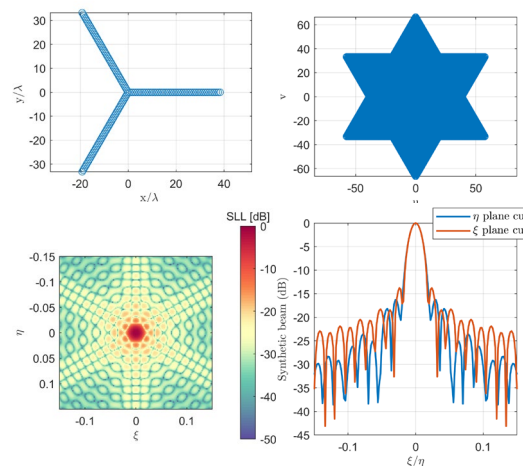 30
20
10
0
-10
-20
-30
y/λ
-20 0 20 40
x/λ
60
40
20
0
-20
-40
-60
v
-50 0 50
SLL [dB]
-0.15
-0.1
-0.05
0
0.05
0.1
η
-0.1 0 0.1
ξ
0
-10
-20
-30
-40
-50
η plane cu
ξ plane cu
0
-5
-10
-15
-20
-25
-30
-35
-40
-45
Synthetic beam (dB)
-0.1 0 0.1
ξ/η